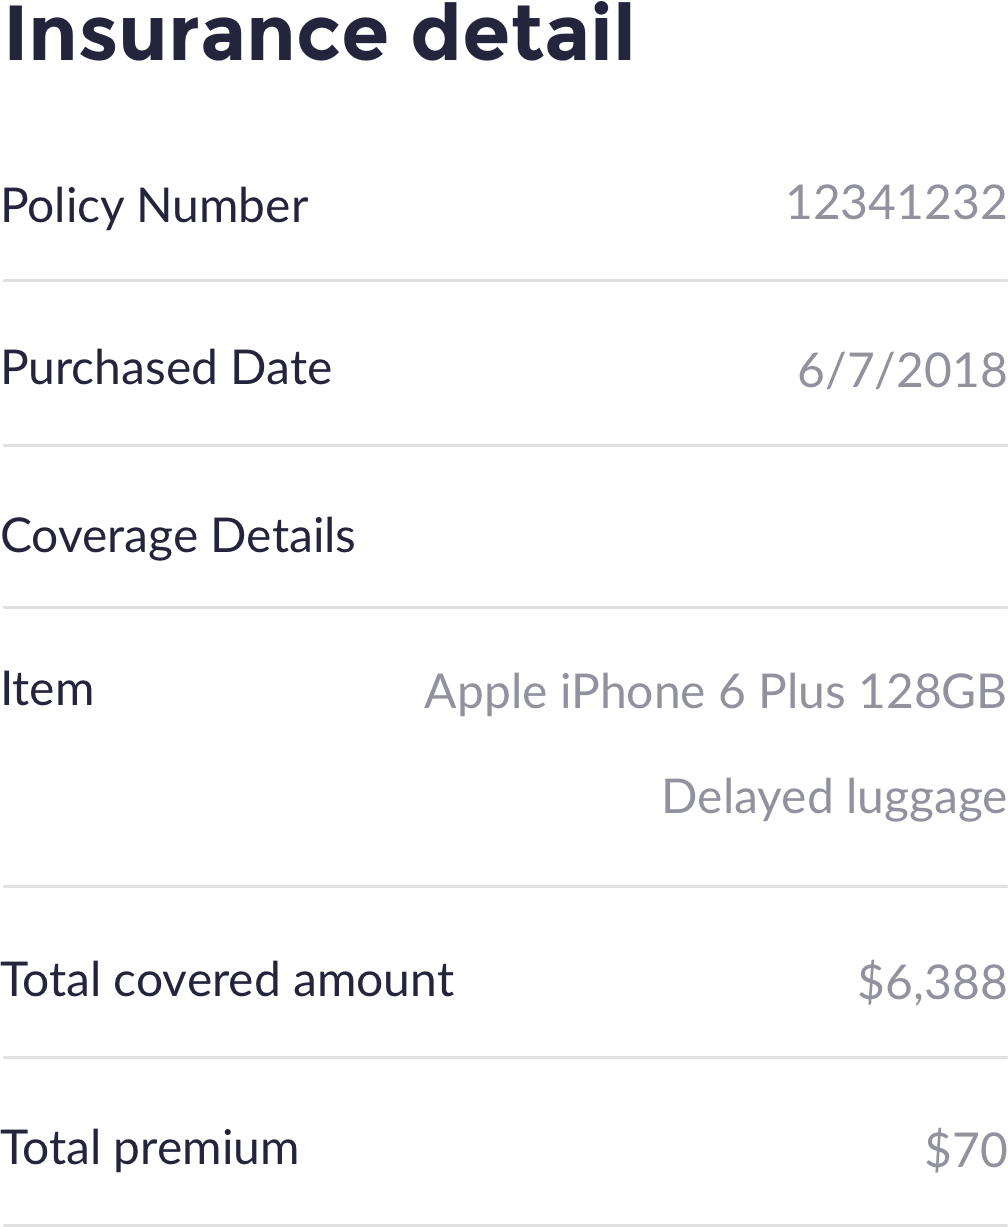 Insurance detail
Policy Number 12341232
Purchased Date 6/7/2018
Coverage Details
Item Apple iPhone 6 Plus 128GB
Delayed luggage
Total covered amount $6,388
Total premium $70